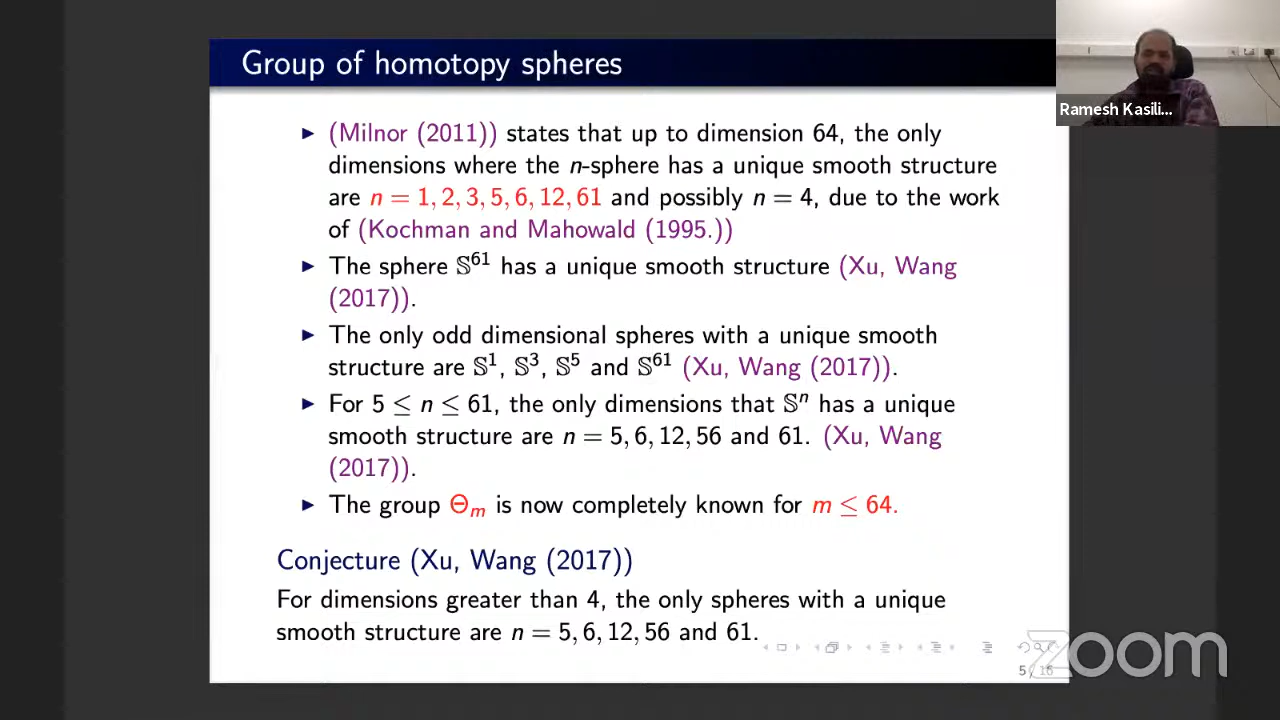 Group of homotopy spheres
Ramesh Kasili...
▶ (Milnor (2011)) states that up to dimension 64, the only
dimensions where the n-sphere has a unique smooth structure
are n = 1, 2, 3, 5, 6, 12, 61 and possibly n = 4, due to the work
of (Kochman and Mahowald (1995.))
▶ The sphere 𝕊⁶¹ has a unique smooth structure (Xu, Wang
(2017)).
▶ The only odd dimensional spheres with a unique smooth
structure are 𝕊¹, 𝕊³, 𝕊⁵ and 𝕊⁶¹ (Xu, Wang (2017)).
▶ For 5 ≤ n ≤ 61, the only dimensions that 𝕊ⁿ has a unique
smooth structure are n = 5, 6, 12, 56 and 61. (Xu, Wang
(2017)).
▶ The group Θₘ is now completely known for m ≤ 64.
Conjecture (Xu, Wang (2017))
For dimensions greater than 4, the only spheres with a unique
smooth structure are n = 5, 6, 12, 56 and 61.
zoom
5 / 16